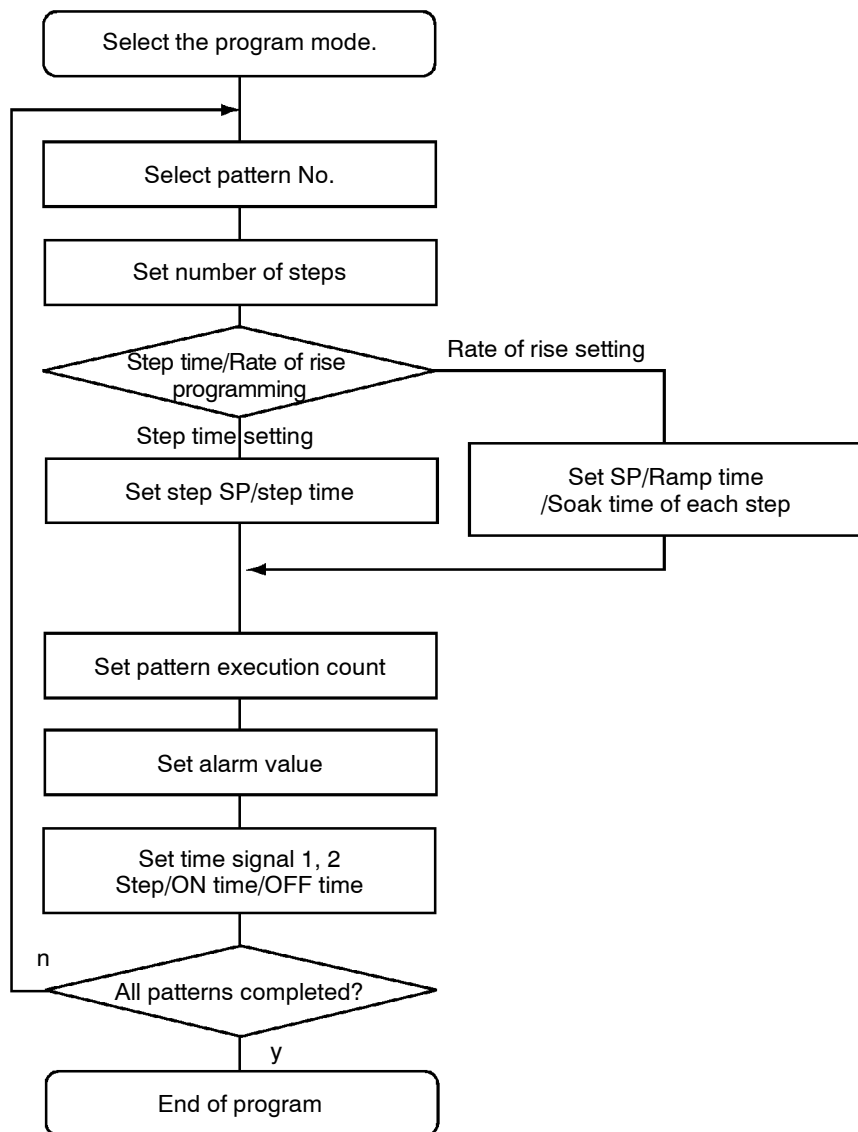 Select the program mode.
Select pattern No.
Set number of steps
Step time/Rate of rise
programming
Rate of rise setting
Step time setting
Set step SP/step time
Set SP/Ramp time
/Soak time of each step
Set pattern execution count
Set alarm value
Set time signal 1, 2
Step/ON time/OFF time
n
All patterns completed?
y
End of program